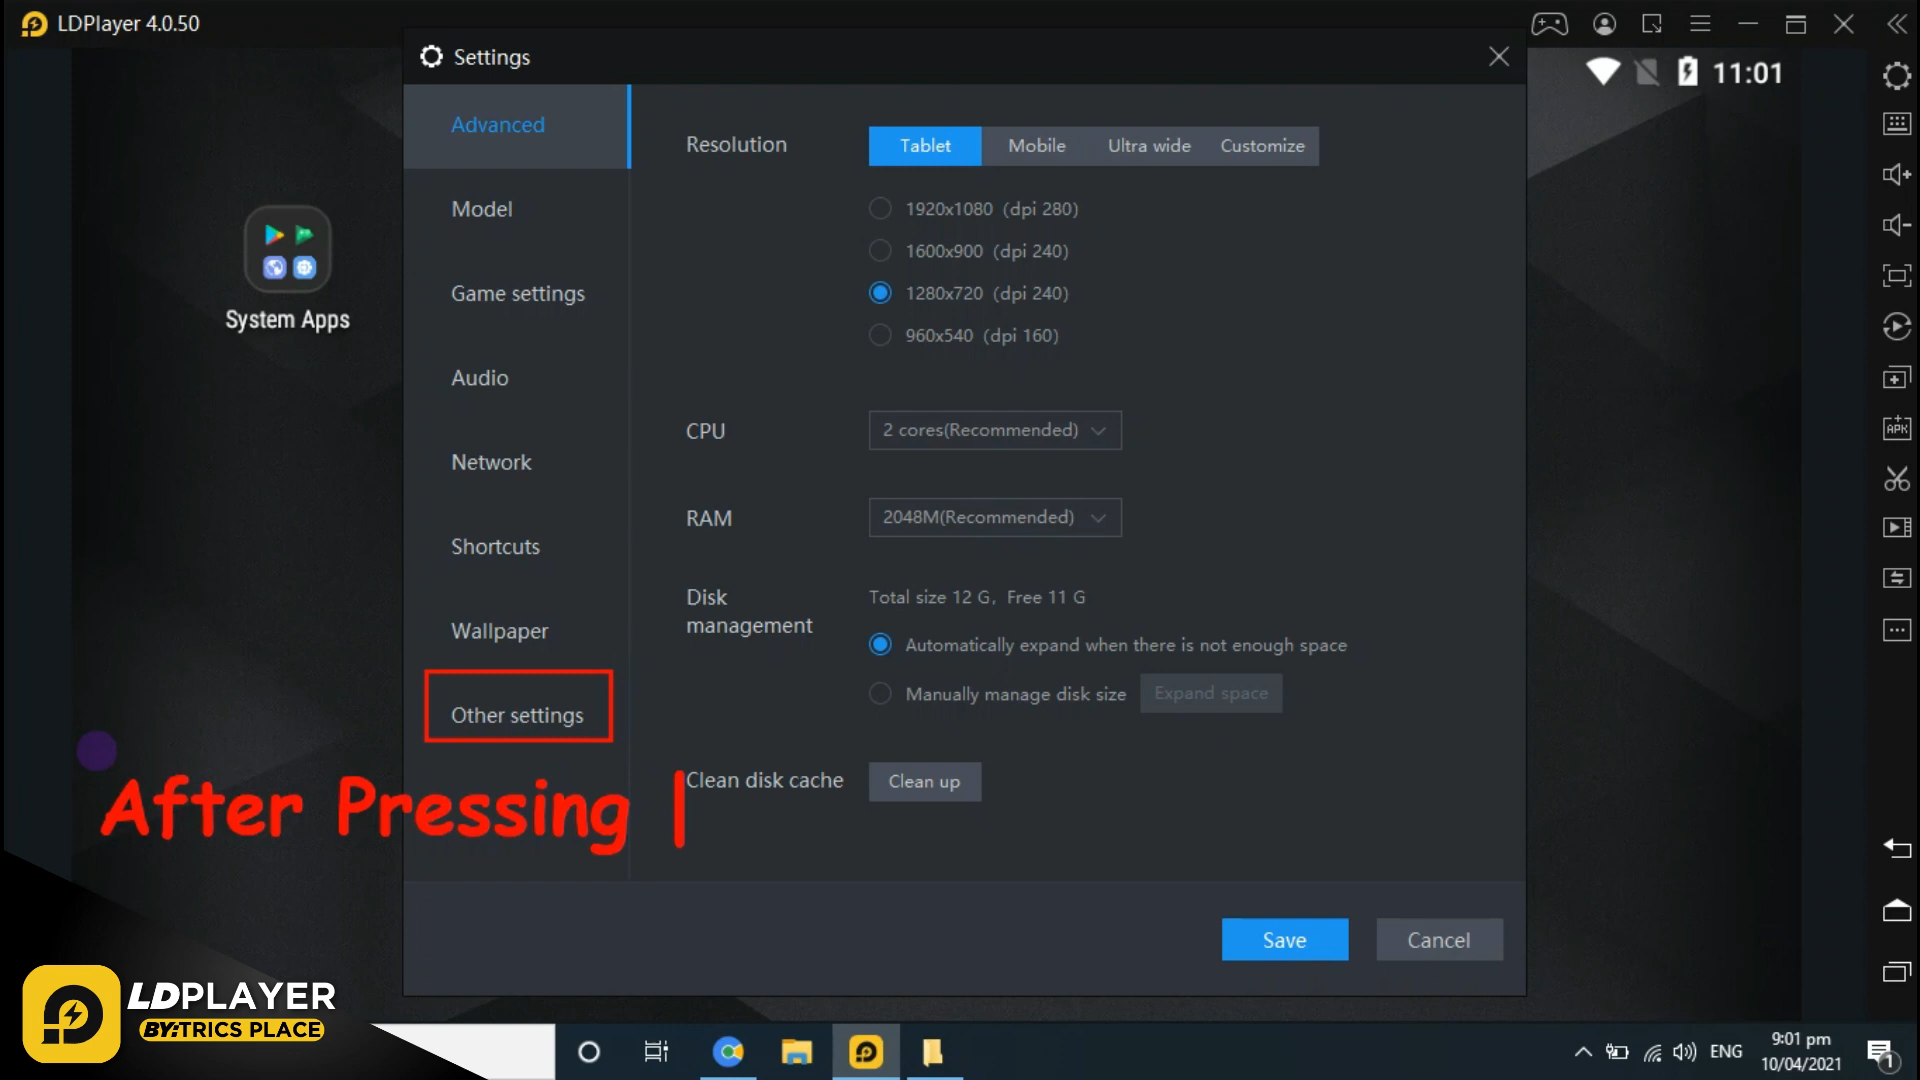 LDPlayer 4.0.50
Settings
11:01
Advanced
Model
Game settings
Audio
Network
Shortcuts
Wallpaper
Other settings
Resolution
Tablet
Mobile
Ultra wide
Customize
1920x1080 (dpi 280)
1600x900 (dpi 240)
1280x720 (dpi 240)
960x540 (dpi 160)
CPU
2 cores(Recommended)
RAM
2048M(Recommended)
Disk
management
Total size 12 G, Free 11 G
Automatically expand when there is not enough space
Manually manage disk size
Expand space
Clean disk cache
Clean up
Save
Cancel
System Apps
APK
After Pressing |
LDPLAYER
BY:TRICS PLACE
ENG
9:01 pm
10/04/2021
1